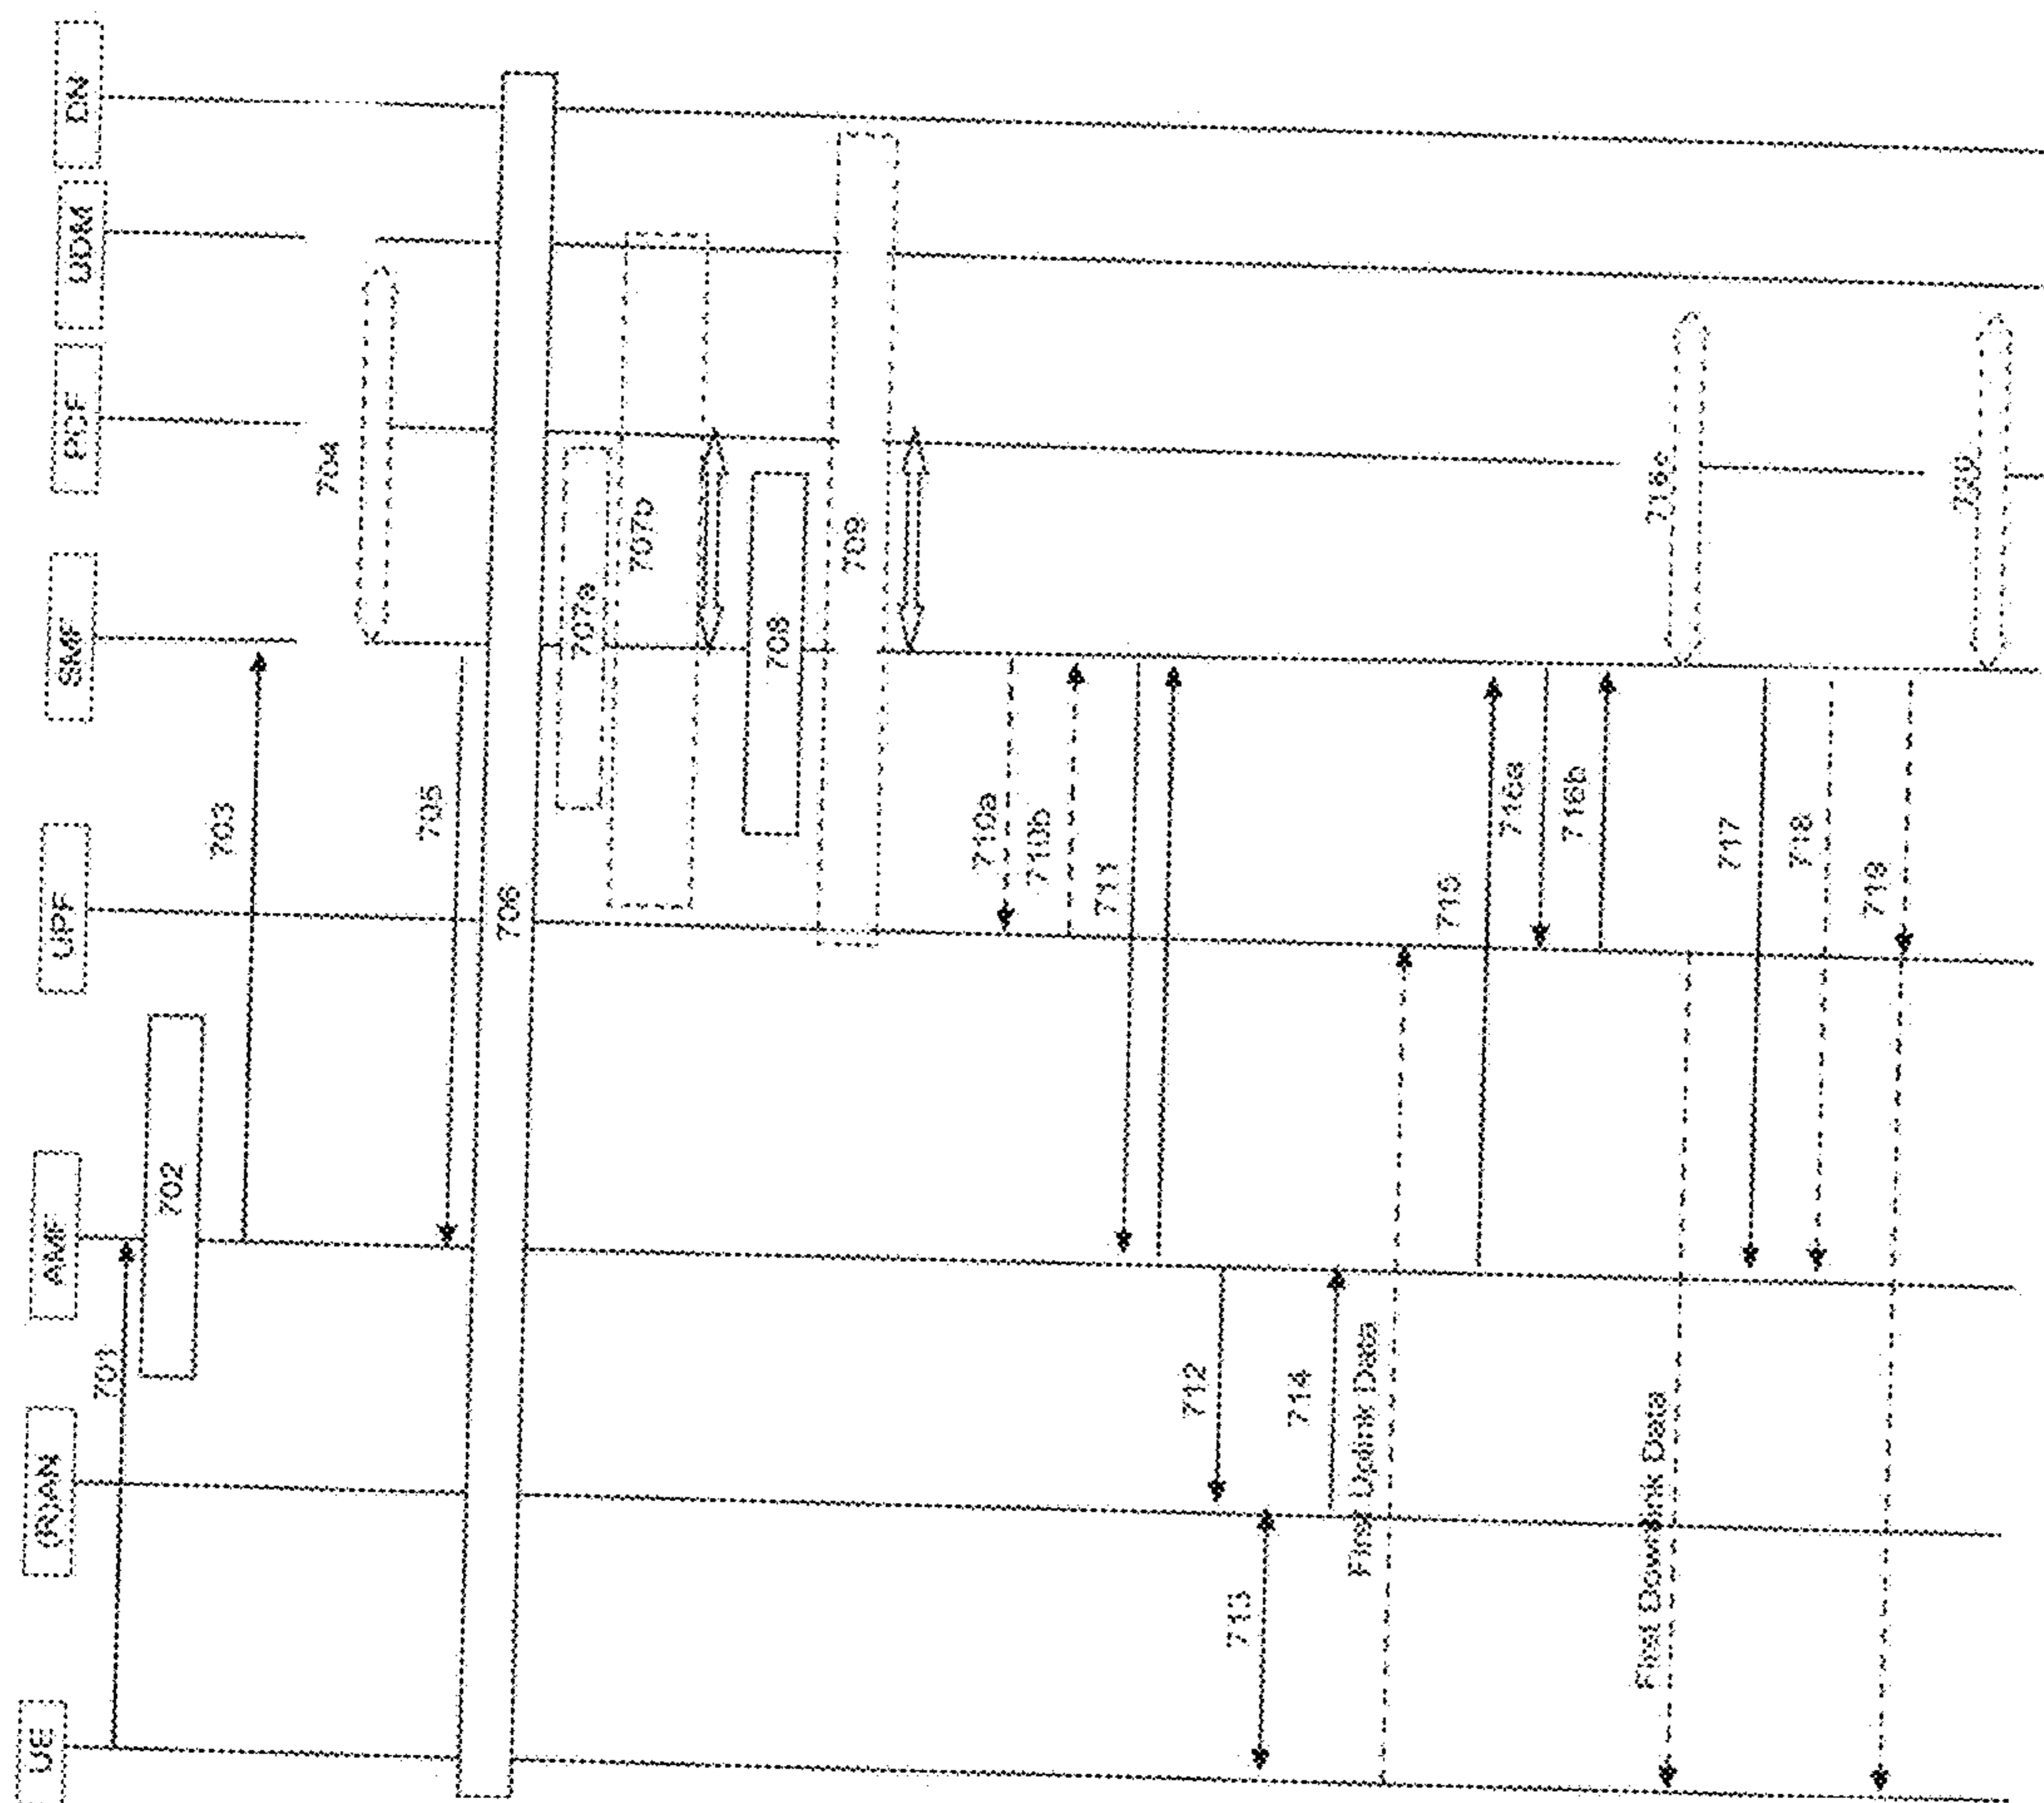 UE
(R)AN
AMF
UPF
SMF
PCF
UDM
DN
701
702
703
704
705
706
707a
707b
708
709
710a
710b
711
712
713
714
First Uplink Data
715
716a
716b
First Downlink Data
716c
717
718
719
720